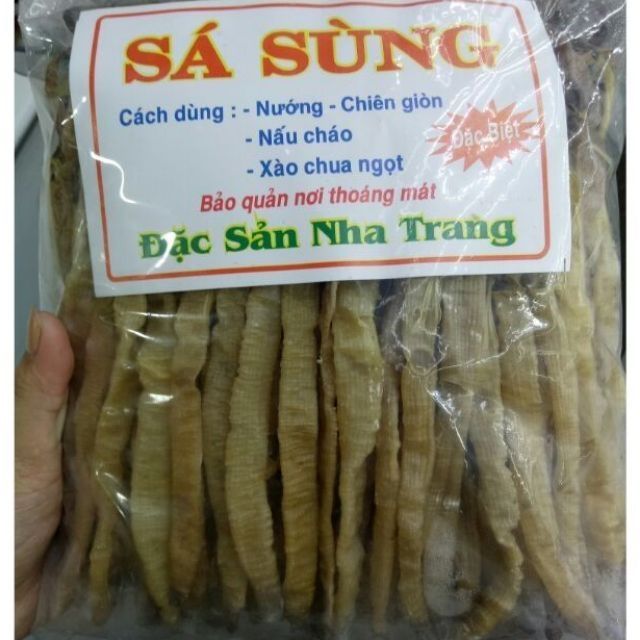 SÁ SÙNG
Cách dùng : - Nướng - Chiên giòn
- Nấu cháo
- Xào chua ngọt
Đặc Biệt
Bảo quản nơi thoáng mát
Đặc Sản Nha Trang